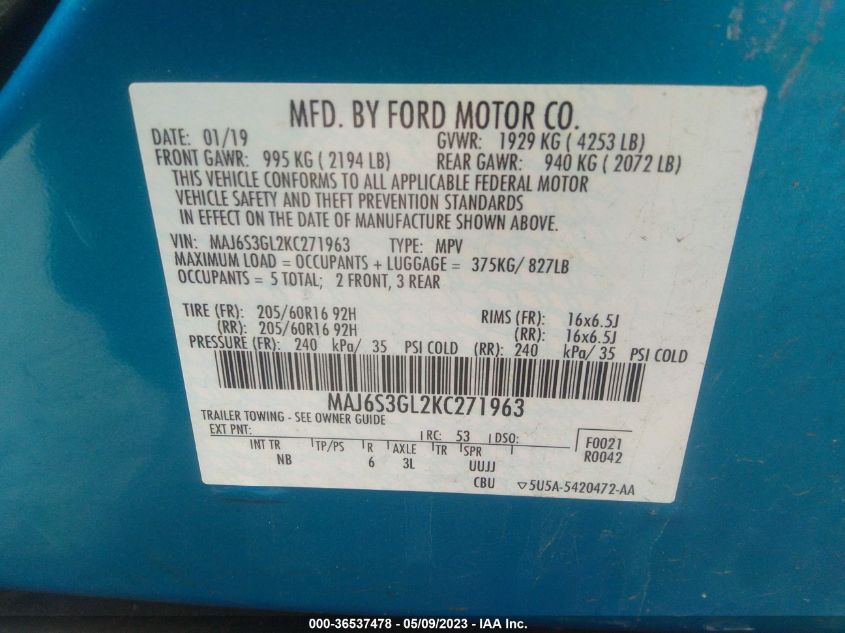 MFD. BY FORD MOTOR CO.
DATE: 01/19 GVWR: 1929 KG ( 4253 LB)
FRONT GAWR: 995 KG ( 2194 LB) REAR GAWR: 940 KG ( 2072 LB)
THIS VEHICLE CONFORMS TO ALL APPLICABLE FEDERAL MOTOR
VEHICLE SAFETY AND THEFT PREVENTION STANDARDS
IN EFFECT ON THE DATE OF MANUFACTURE SHOWN ABOVE.
VIN: MAJ6S3GL2KC271963 TYPE: MPV
MAXIMUM LOAD = OCCUPANTS + LUGGAGE = 375KG/ 827LB
OCCUPANTS = 5 TOTAL; 2 FRONT, 3 REAR
TIRE (FR): 205/60R16 92H RIMS (FR): 16x6.5J
(RR): 205/60R16 92H (RR): 16x6.5J
PRESSURE (FR): 240 kPa/ 35 PSI COLD (RR): 240 kPa/ 35 PSI COLD
MAJ6S3GL2KC271963
TRAILER TOWING - SEE OWNER GUIDE
EXT PNT: RC: 53 DSO: F0021
INT TR TP/PS R AXLE TR SPR R0042
NB 6 3L UUJJ
CBU ▽5U5A-5420472-AA
000-36537478 - 05/09/2023 - IAA Inc.